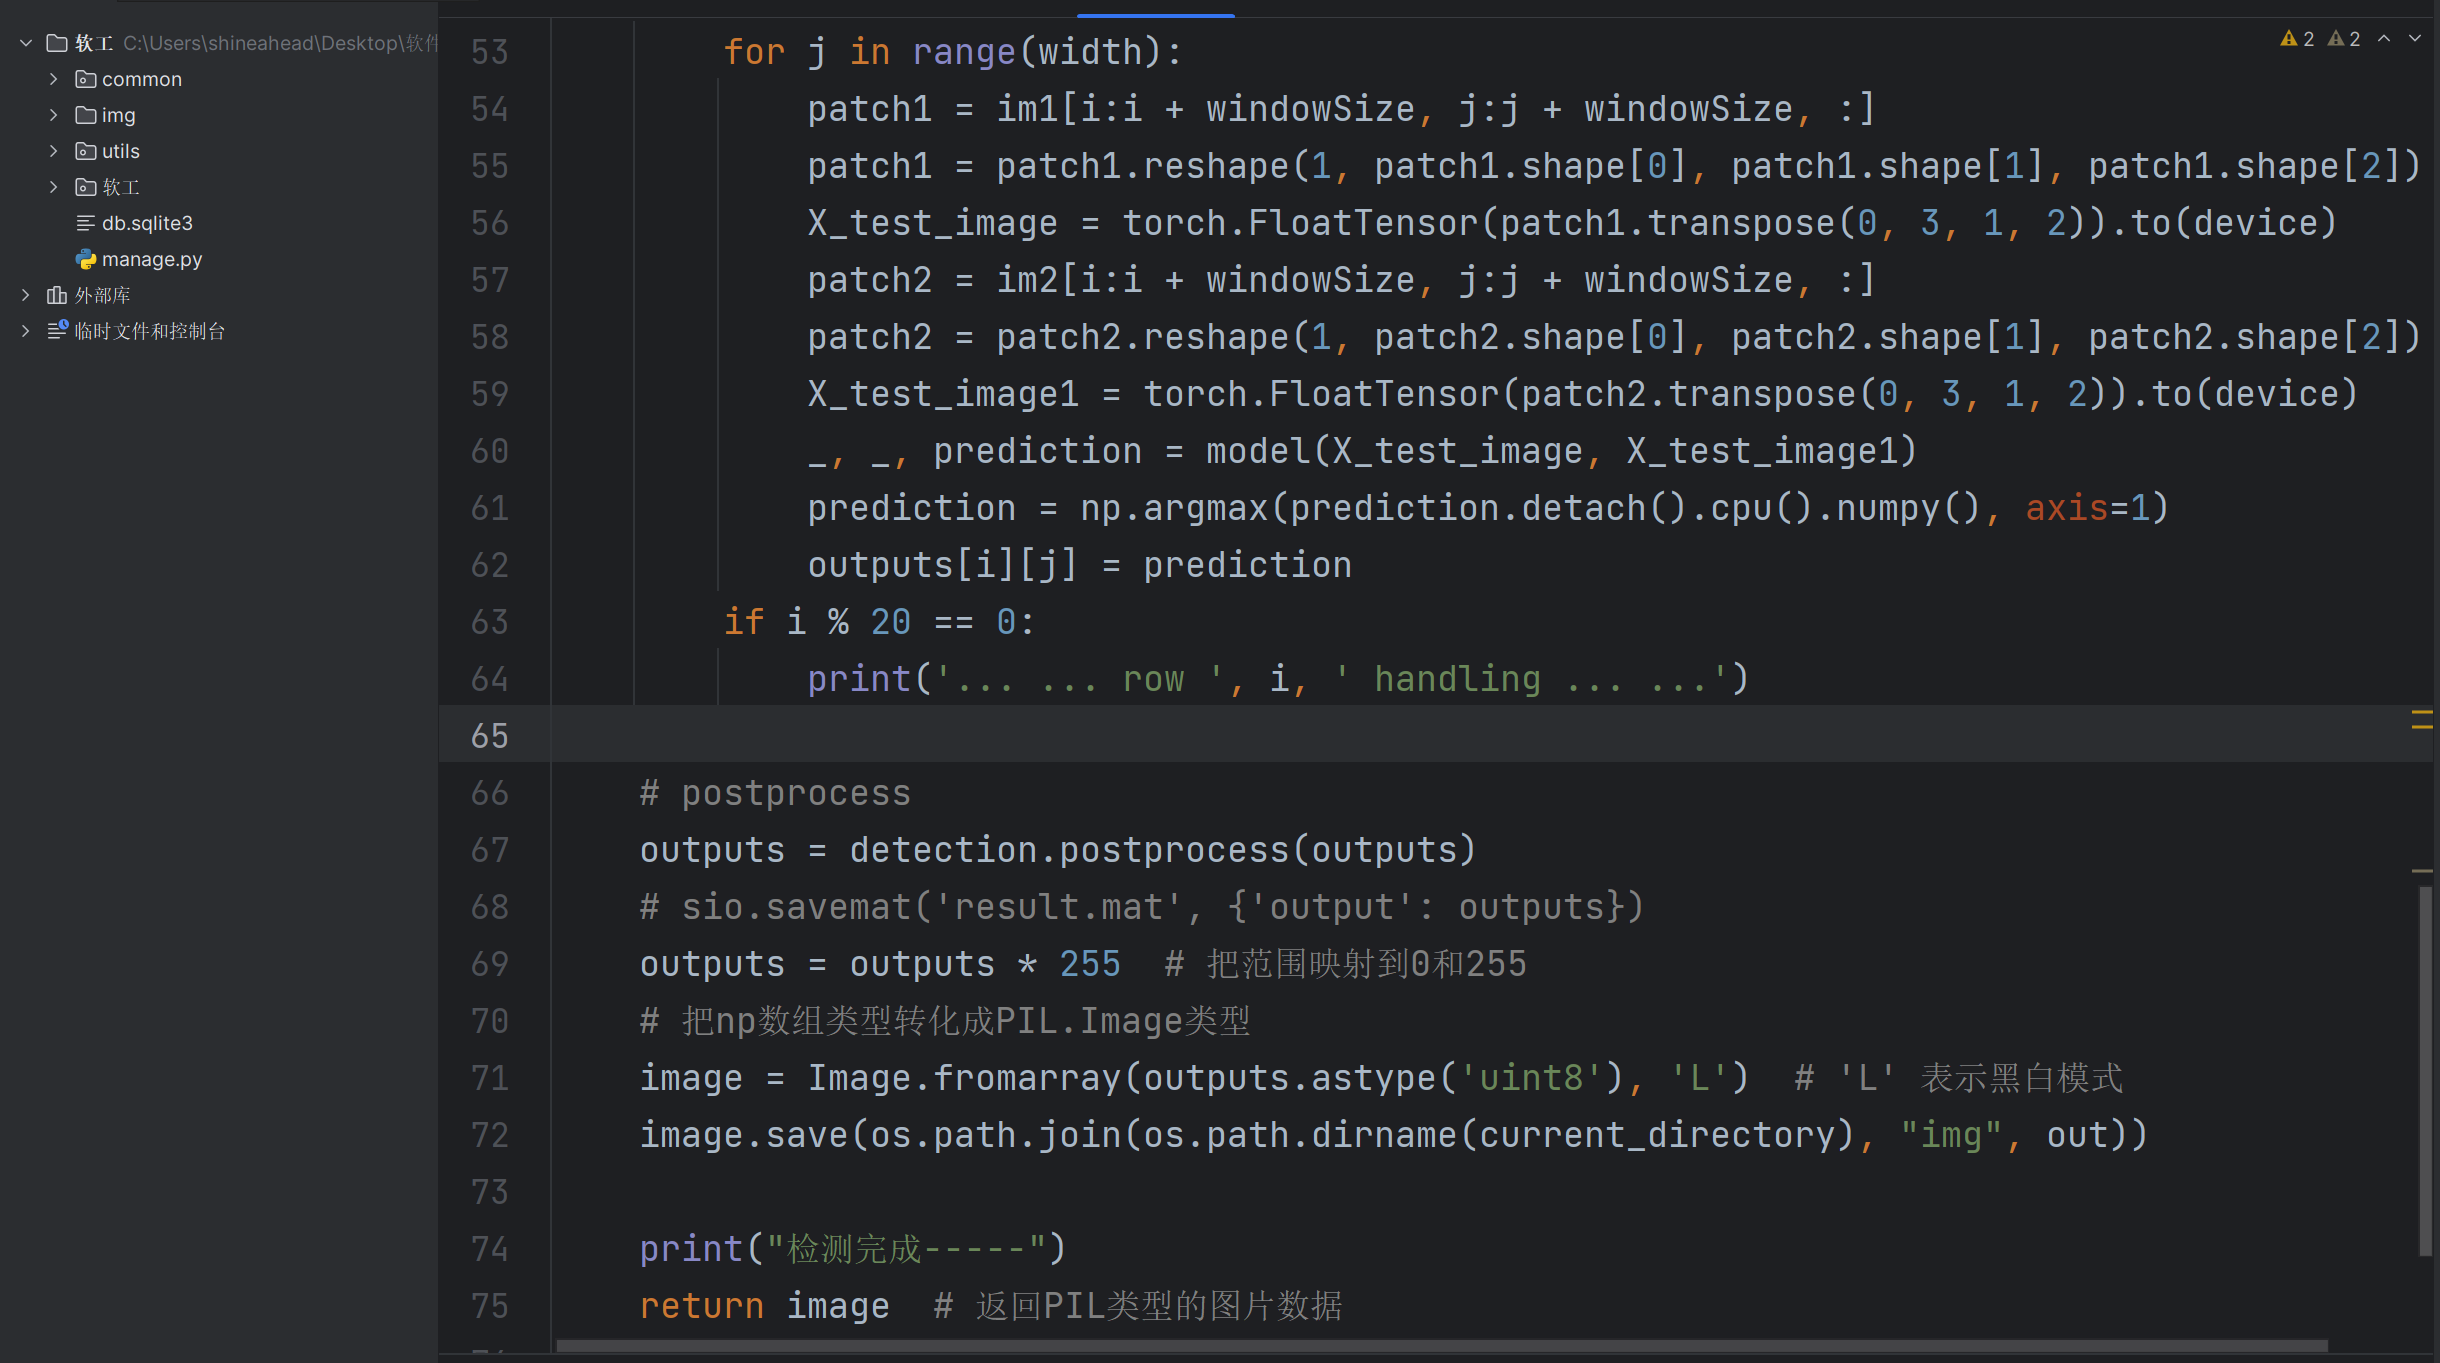 软工 C:\Users\shineahead\Desktop\软件
common
img
utils
软工
db.sqlite3
manage.py
外部库
临时文件和控制台
2 2
53 for j in range(width):
54 patch1 = im1[i:i + windowSize, j:j + windowSize, :]
55 patch1 = patch1.reshape(1, patch1.shape[0], patch1.shape[1], patch1.shape[2])
56 X_test_image = torch.FloatTensor(patch1.transpose(0, 3, 1, 2)).to(device)
57 patch2 = im2[i:i + windowSize, j:j + windowSize, :]
58 patch2 = patch2.reshape(1, patch2.shape[0], patch2.shape[1], patch2.shape[2])
59 X_test_image1 = torch.FloatTensor(patch2.transpose(0, 3, 1, 2)).to(device)
60 _, _, prediction = model(X_test_image, X_test_image1)
61 prediction = np.argmax(prediction.detach().cpu().numpy(), axis=1)
62 outputs[i][j] = prediction
63 if i % 20 == 0:
64 print('... ... row ', i, ' handling ... ...')
65
66 # postprocess
67 outputs = detection.postprocess(outputs)
68 # sio.savemat('result.mat', {'output': outputs})
69 outputs = outputs * 255  # 把范围映射到0和255
70 # 把np数组类型转化成PIL.Image类型
71 image = Image.fromarray(outputs.astype('uint8'), 'L')  # 'L' 表示黑白模式
72 image.save(os.path.join(os.path.dirname(current_directory), "img", out))
73
74 print("检测完成-----")
75 return image  # 返回PIL类型的图片数据